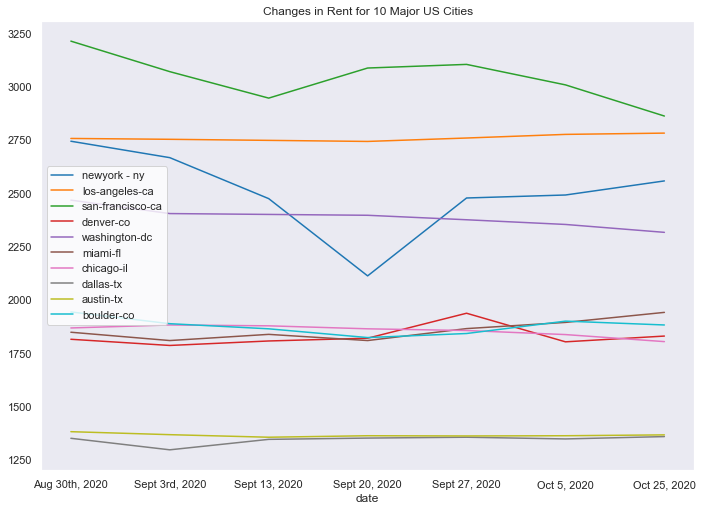 Changes in Rent for 10 Major US Cities
3250
3000
2750
2500
2250
2000
1750
1500
1250
newyork - ny
los-angeles-ca
san-francisco-ca
denver-co
washington-dc
miami-fl
chicago-il
dallas-tx
austin-tx
boulder-co
Aug 30th, 2020 Sept 3rd, 2020 Sept 13, 2020 Sept 20, 2020 Sept 27, 2020 Oct 5, 2020 Oct 25, 2020
date